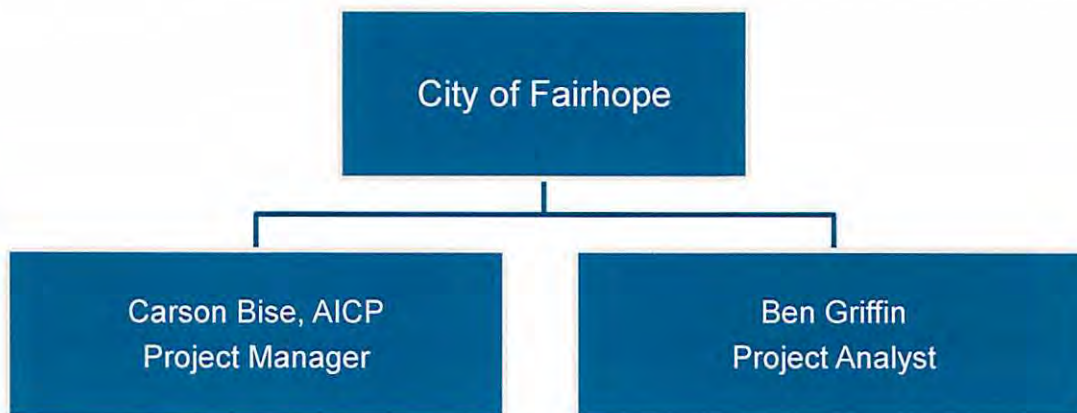 City of Fairhope
Carson Bise, AICP
Project Manager
Ben Griffin
Project Analyst